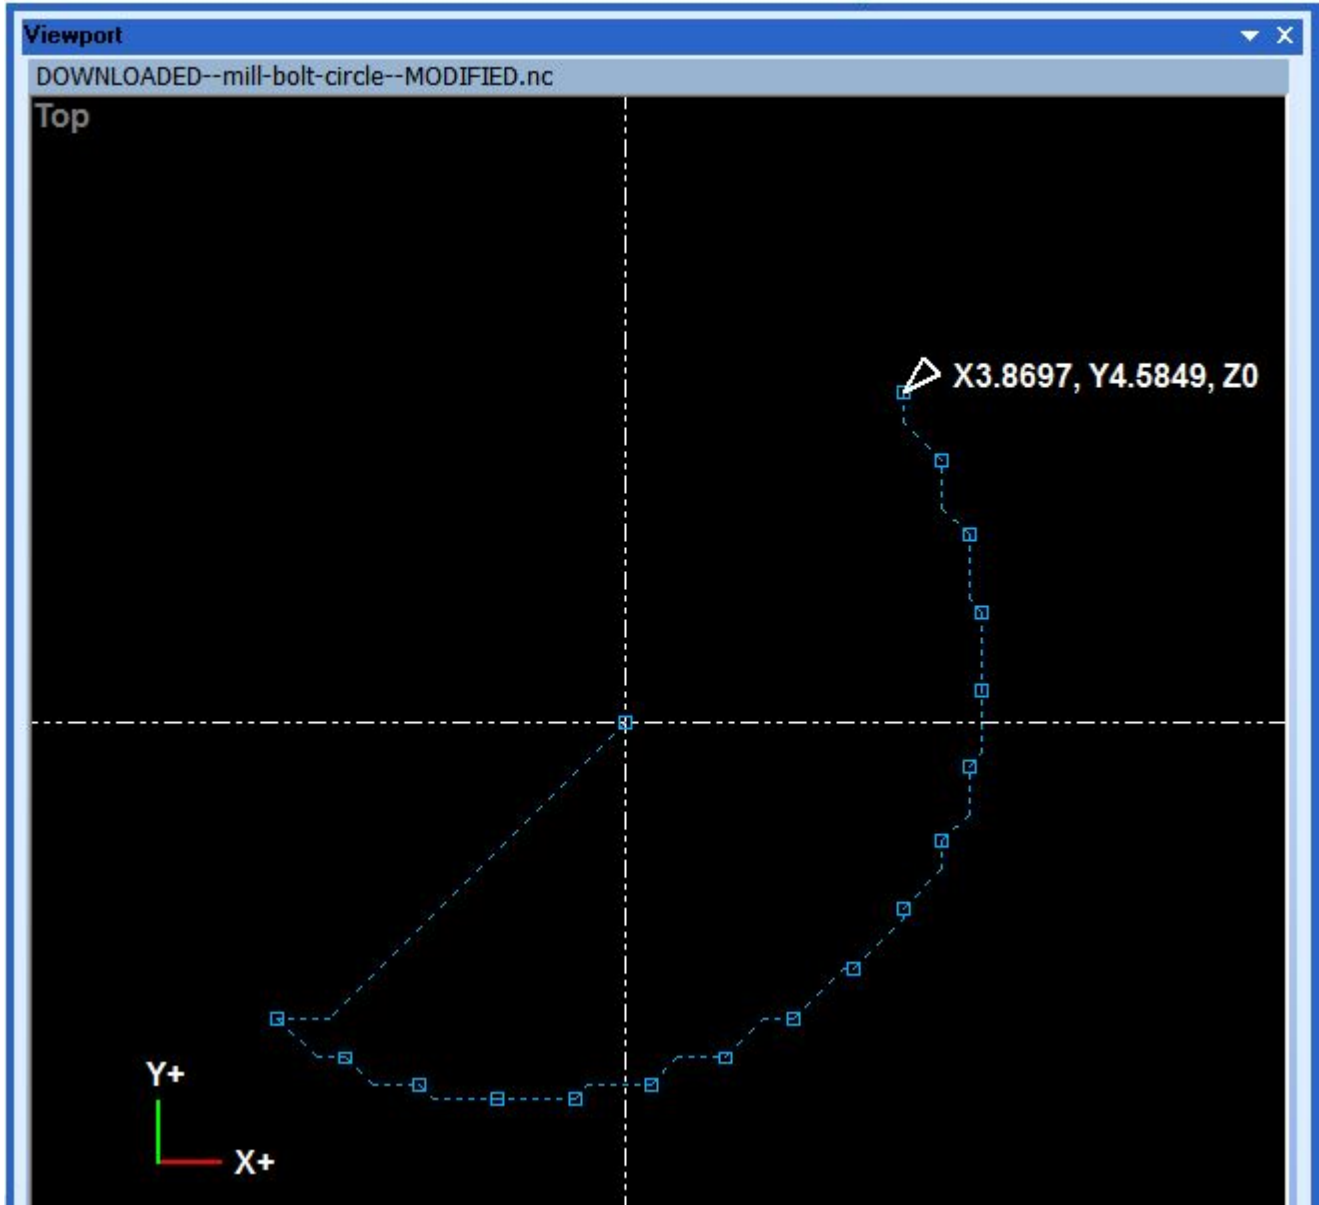 Viewport
DOWNLOADED--mill-bolt-circle--MODIFIED.nc
Top
X3.8697, Y4.5849, Z0
Y+
X+